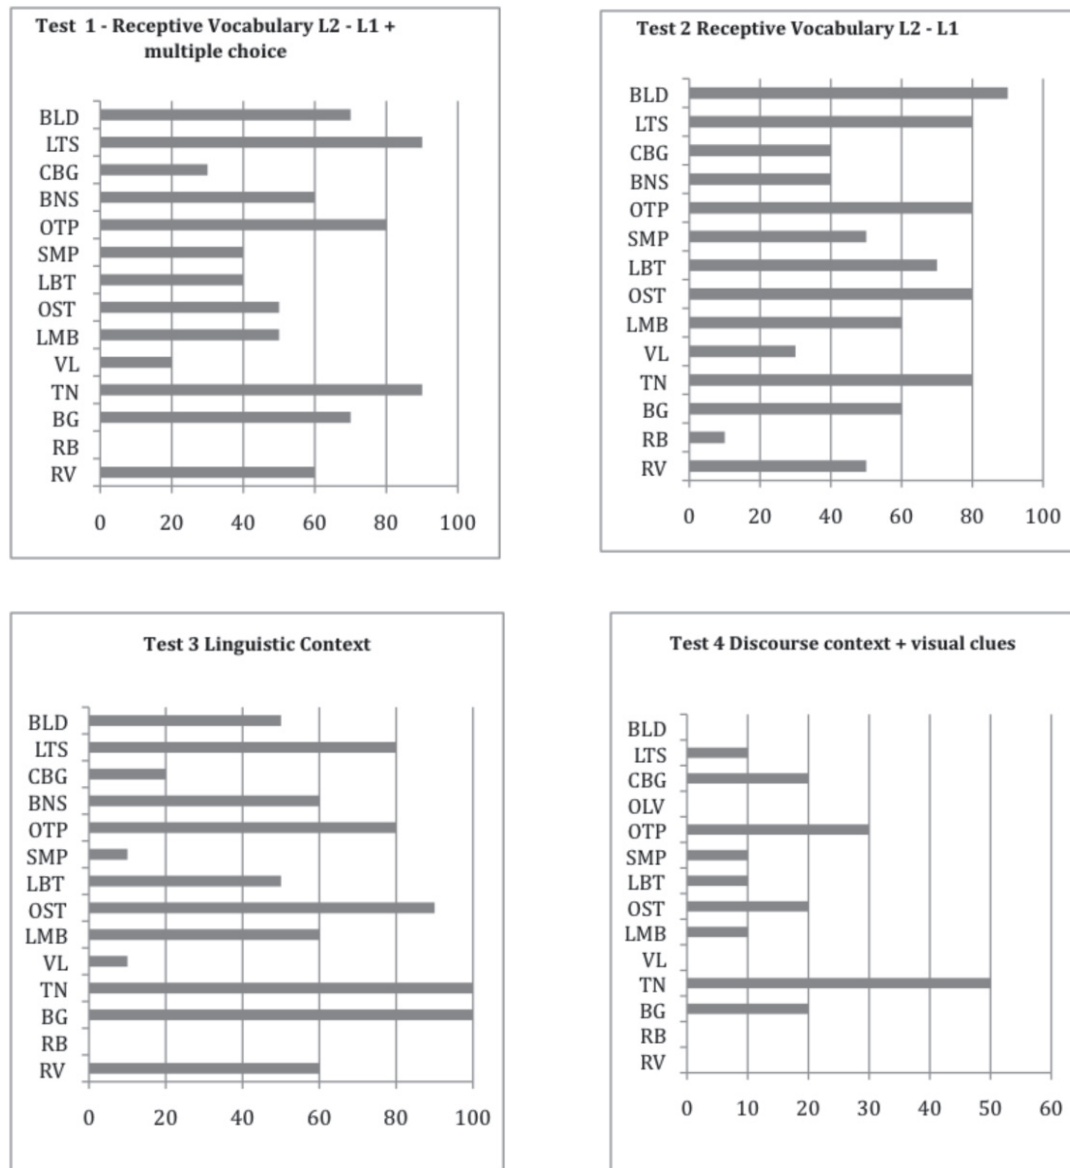 Test 1 - Receptive Vocabulary L2 - L1 +
multiple choice
BLD
LTS
CBG
BNS
OTP
SMP
LBT
OST
LMB
VL
TN
BG
RB
RV
0 20 40 60 80 100
Test 2 Receptive Vocabulary L2 - L1
BLD
LTS
CBG
BNS
OTP
SMP
LBT
OST
LMB
VL
TN
BG
RB
RV
0 20 40 60 80 100
Test 3 Linguistic Context
BLD
LTS
CBG
BNS
OTP
SMP
LBT
OST
LMB
VL
TN
BG
RB
RV
0 20 40 60 80 100
Test 4 Discourse context + visual clues
BLD
LTS
CBG
OLV
OTP
SMP
LBT
OST
LMB
VL
TN
BG
RB
RV
0 10 20 30 40 50 60